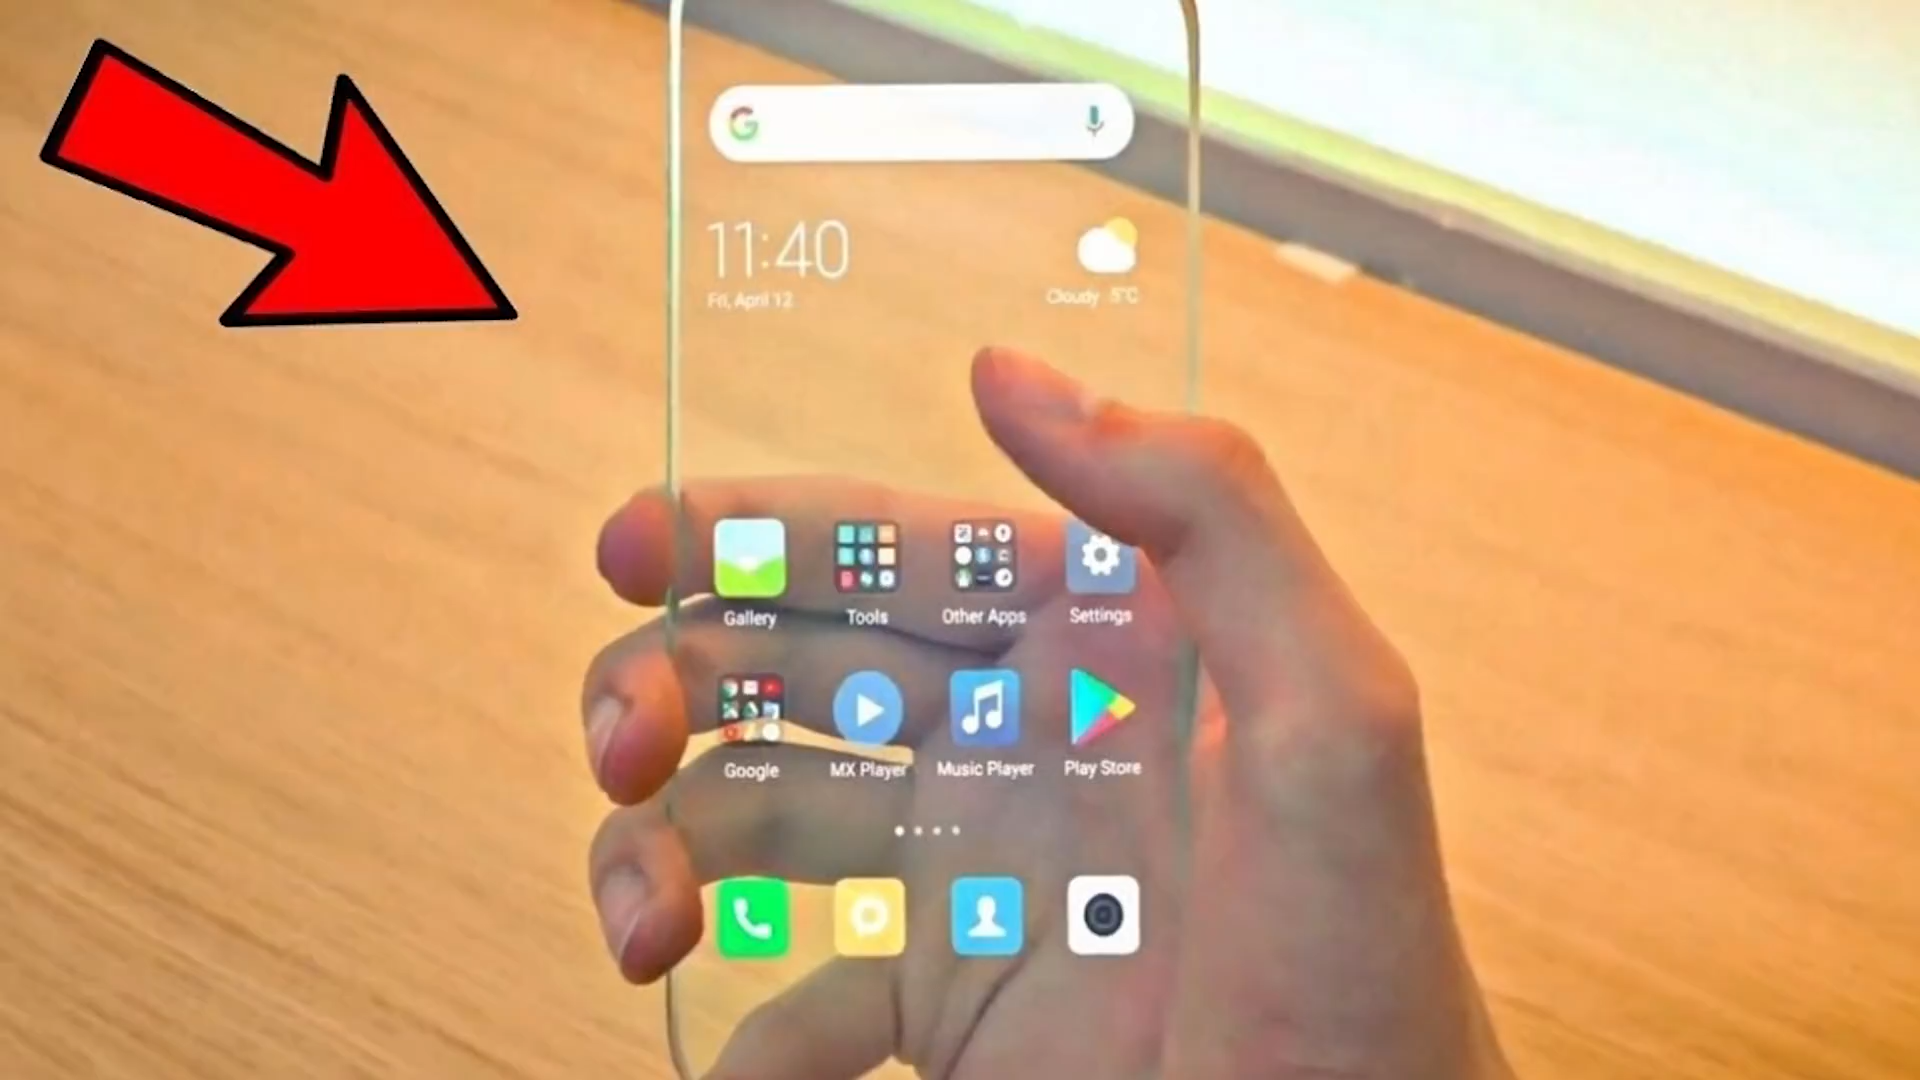 11:40
Fri, April 12
Cloudy 5°C
Gallery
Tools
Other Apps
Settings
Google
MX Player
Music Player
Play Store